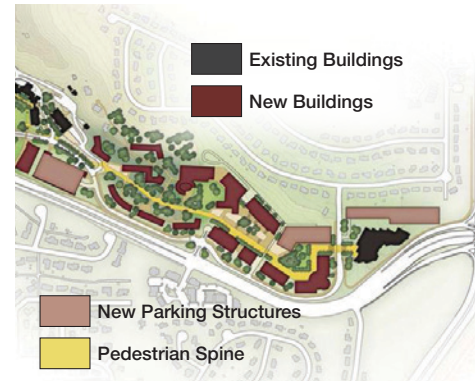 Existing Buildings
New Buildings
New Parking Structures
Pedestrian Spine